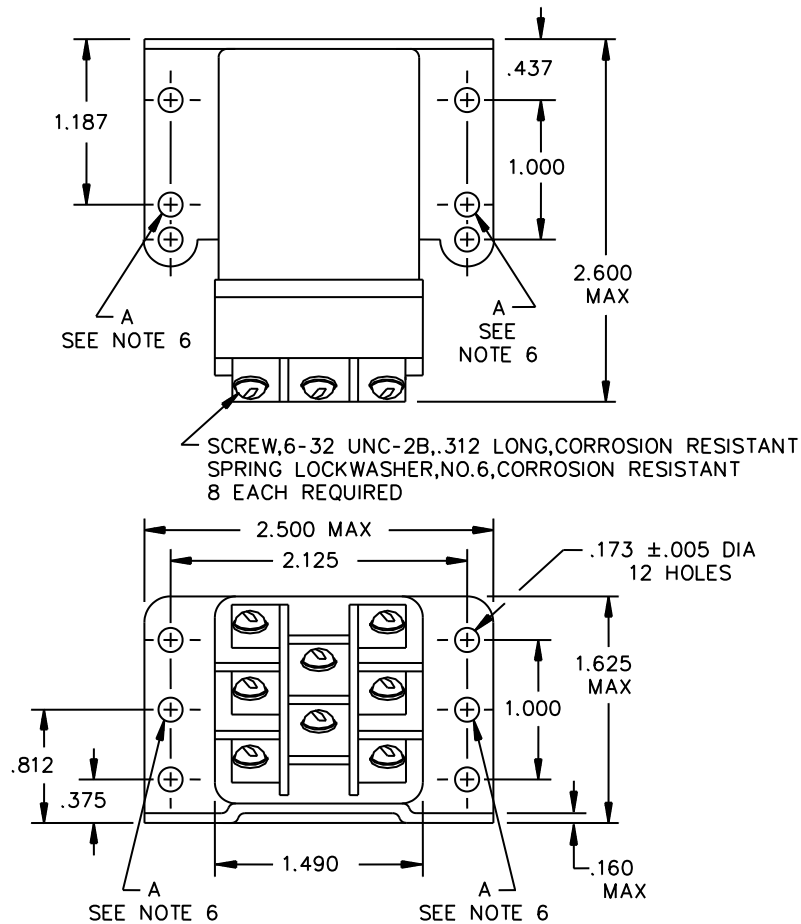 .437
1.187
1.000
2.600
MAX
A
SEE NOTE 6
A
SEE
NOTE 6
SCREW,6-32 UNC-2B,.312 LONG,CORROSION RESISTANT
SPRING LOCKWASHER,NO.6,CORROSION RESISTANT
8 EACH REQUIRED
2.500 MAX
2.125
.173 ±.005 DIA
12 HOLES
1.625
MAX
1.000
.812
.375
1.490
.160
MAX
A
SEE NOTE 6
A
SEE NOTE 6